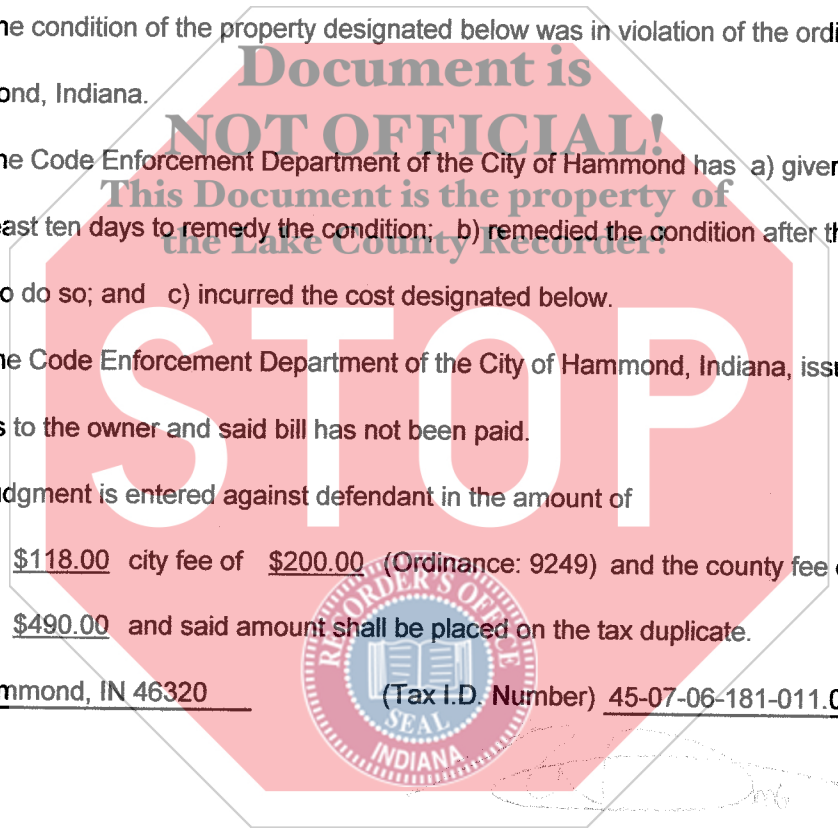 he condition of the property designated below was in violation of the ordi
Document is
ond, Indiana.
NOT OFFICIAL!
he Code Enforcement Department of the City of Hammond has a) given
This Document is the property of
east ten days to remedy the condition; b) remedied the condition after th
the Lake County Recorder!
o do so; and c) incurred the cost designated below.
STOP
he Code Enforcement Department of the City of Hammond, Indiana, issu
s to the owner and said bill has not been paid.
udgment is entered against defendant in the amount of
$118.00 city fee of $200.00 (Ordinance: 9249) and the county fee o
$490.00 and said amount shall be placed on the tax duplicate.
mmond, IN 46320 (Tax I.D. Number) 45-07-06-181-011.0
RECORDER'S OFFICE
SEAL
INDIANA